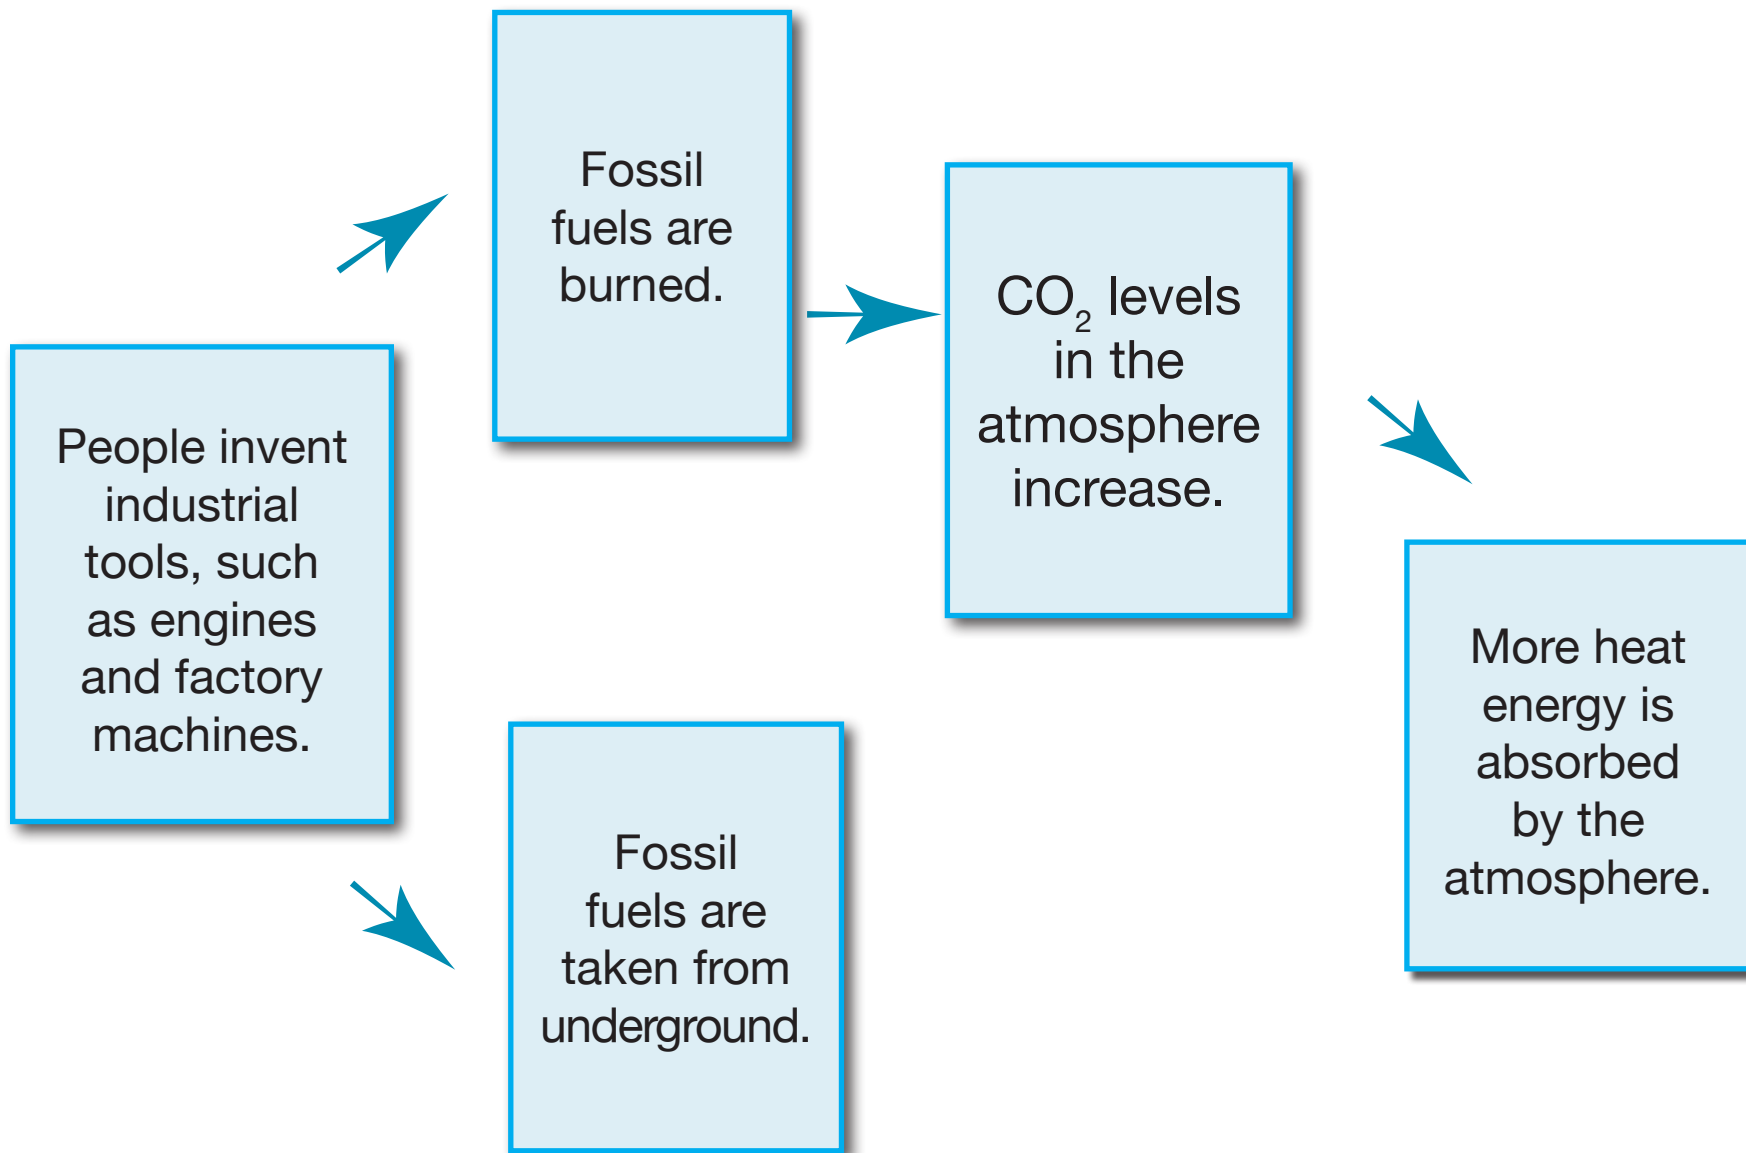 People invent
industrial
tools, such
as engines
and factory
machines.
Fossil
fuels are
burned.
Fossil
fuels are
taken from
underground.
CO₂ levels
in the
atmosphere
increase.
More heat
energy is
absorbed
by the
atmosphere.